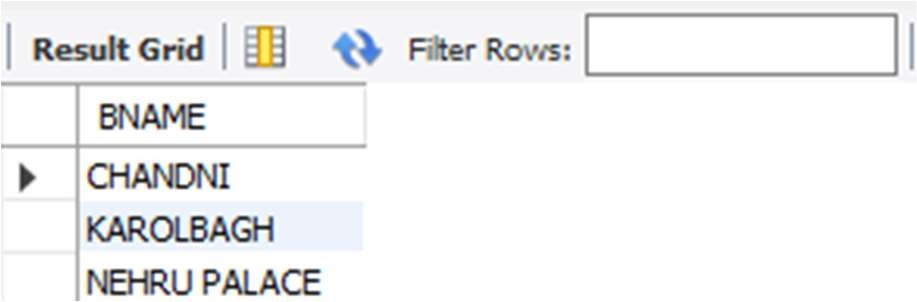 Result Grid Filter Rows:
BNAME
CHANDNI
KAROLBAGH
NEHRU PALACE